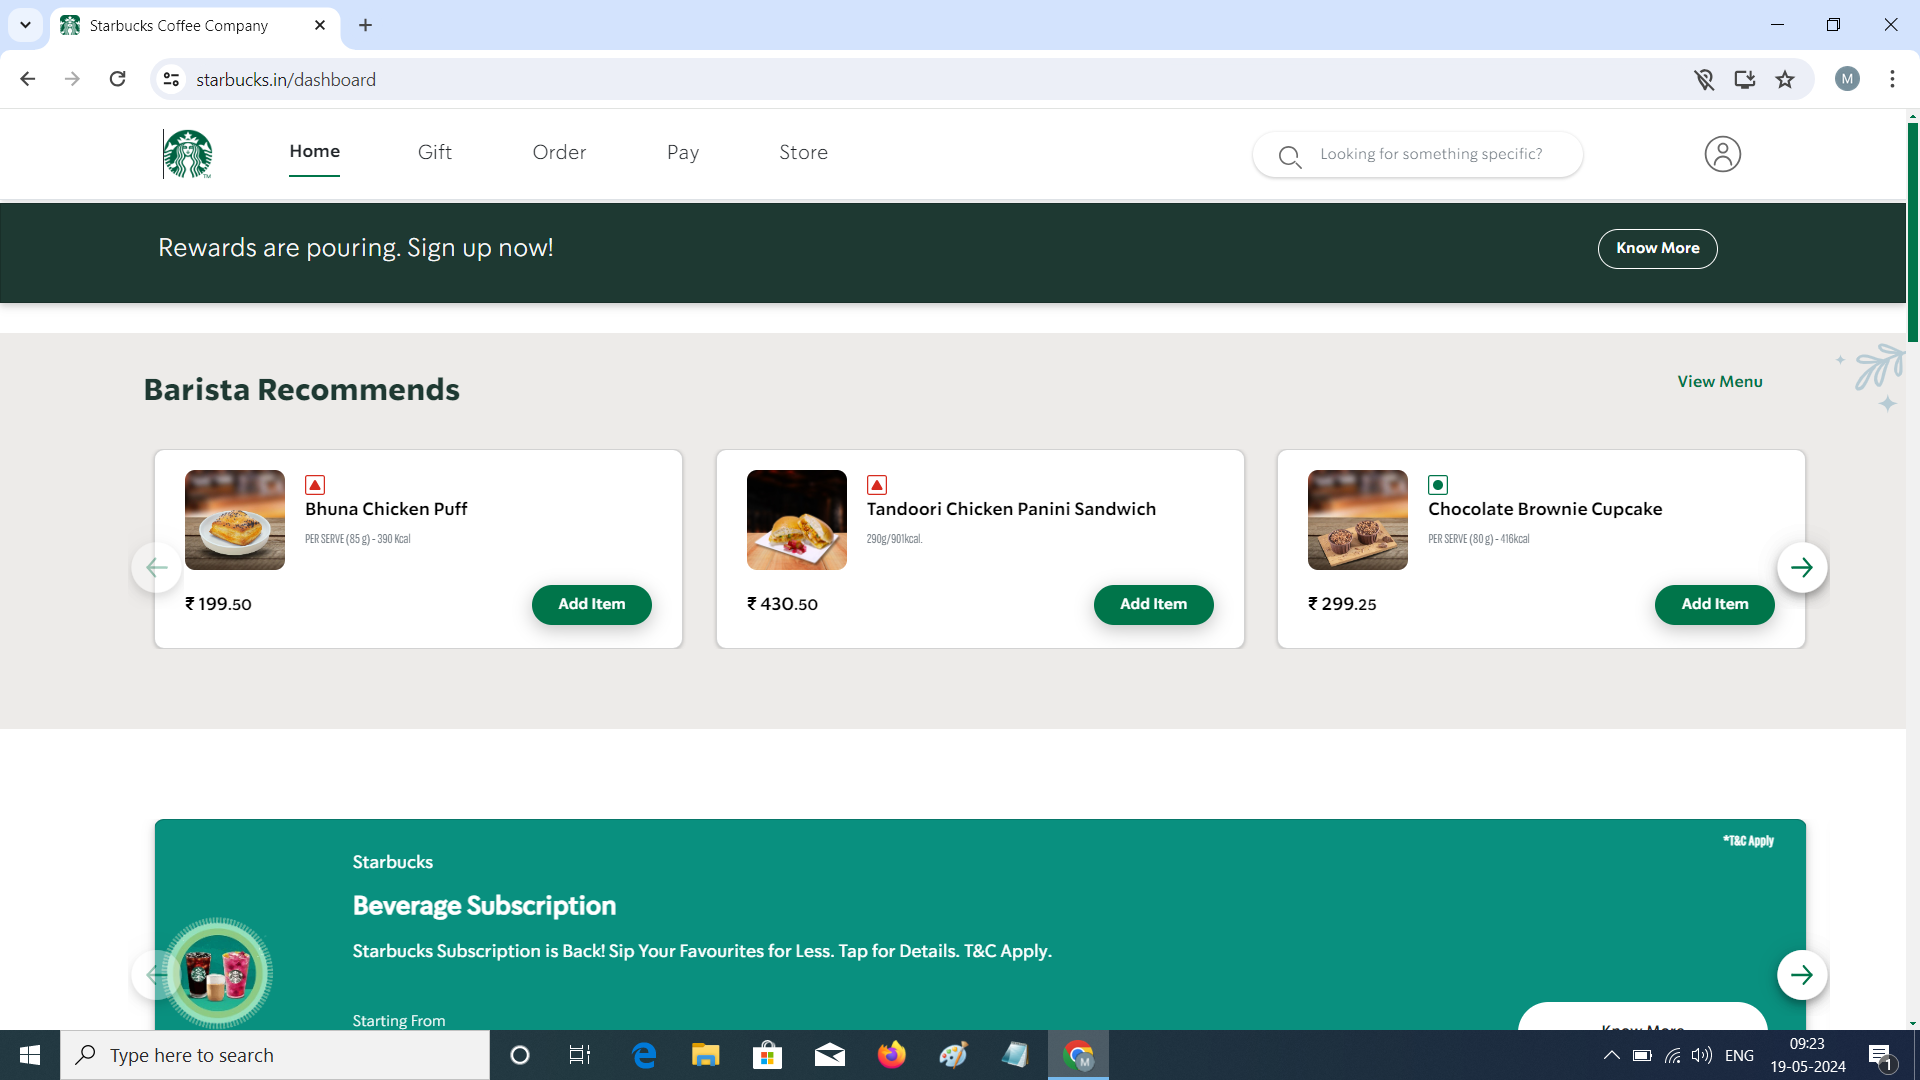 Starbucks Coffee Company
starbucks.in/dashboard
M
Home
Gift
Order
Pay
Store
Looking for something specific?
Rewards are pouring. Sign up now!
Know More
Barista Recommends
View Menu
Bhuna Chicken Puff
PER SERVE (85 g) - 390 Kcal
₹ 199.50
Add Item
Tandoori Chicken Panini Sandwich
290g/901kcal.
₹ 430.50
Add Item
Chocolate Brownie Cupcake
PER SERVE (80 g) - 416kcal
₹ 299.25
Add Item
*T&C Apply
Starbucks
Beverage Subscription
Starbucks Subscription is Back! Sip Your Favourites for Less. Tap for Details. T&C Apply.
Starting From
Know More
Type here to search
M
ENG
09:23
19-05-2024
1